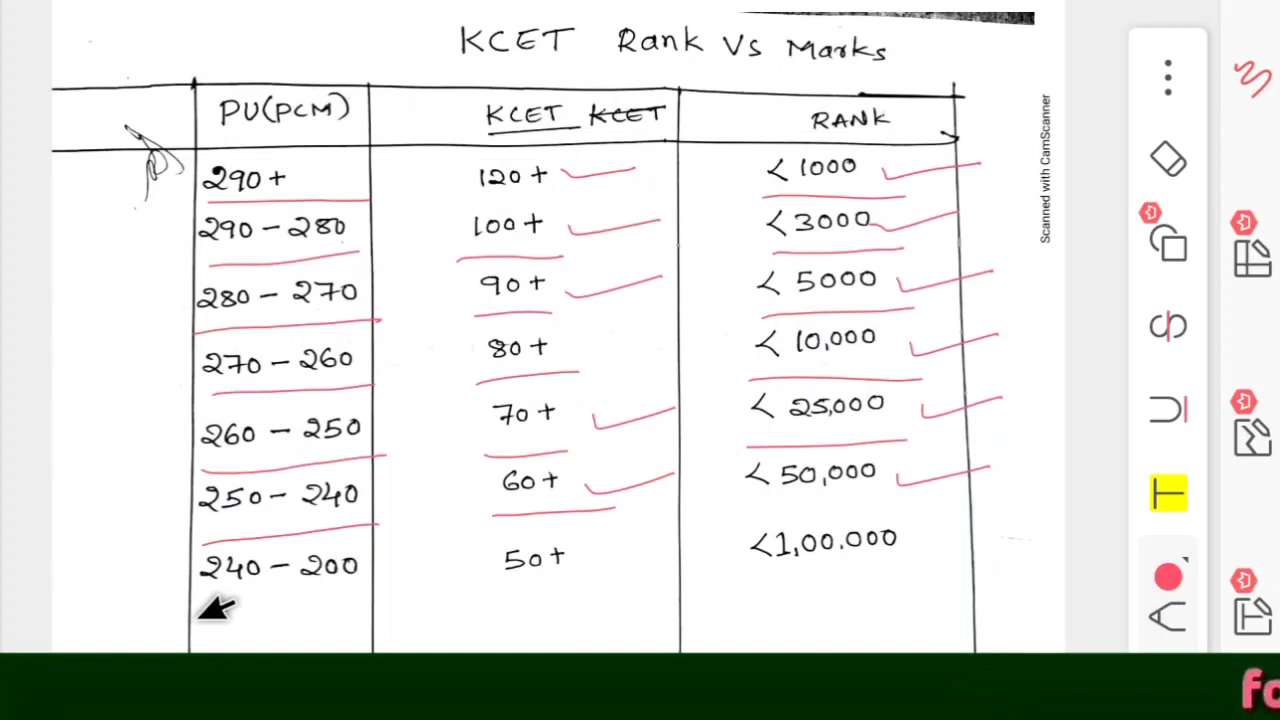 KCET Rank Vs Marks
PU(PCM) KCET KCET RANK
290+ 120+ < 1000
290 - 280 100+ < 3000
280 - 270 90+ < 5000
270 - 260 80+ < 10,000
260 - 250 70+ < 25,000
250 - 240 60+ < 50,000
240 - 200 50+ <1,00.000
Scanned with CamScanner
fo